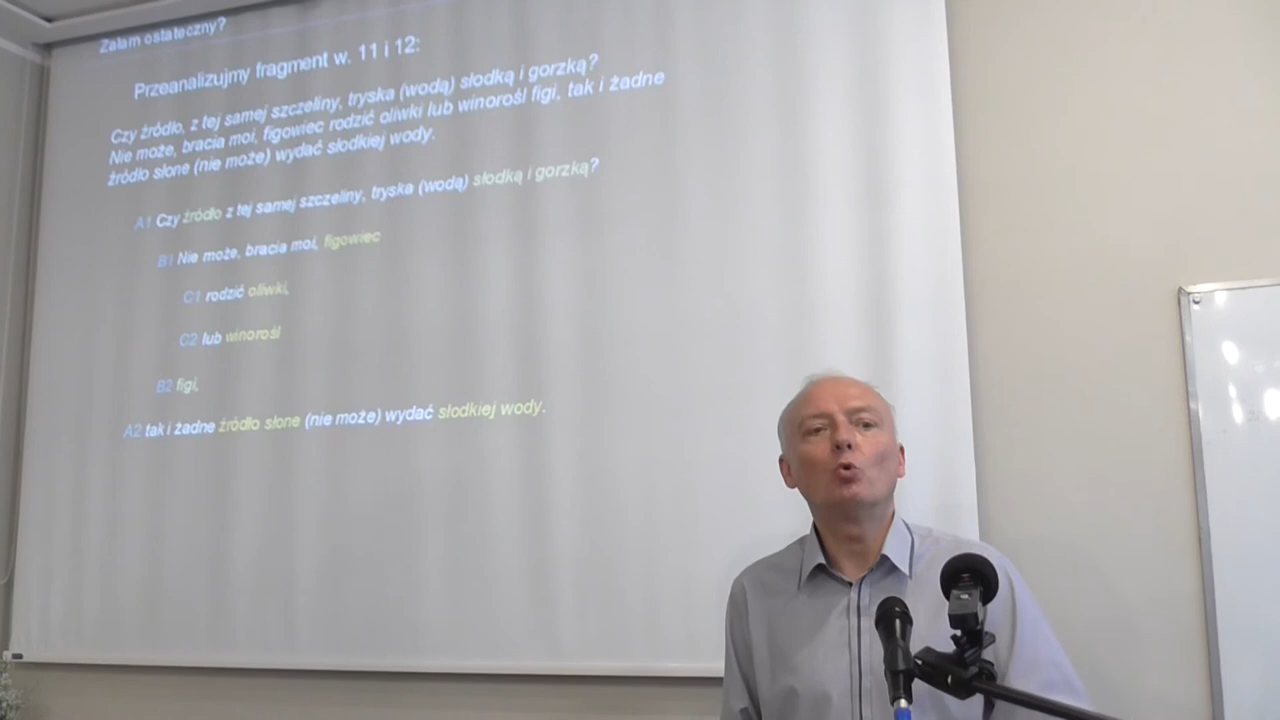 Załam ostateczny?
Przeanalizujmy fragment w. 11 i 12:
Czy źródło, z tej samej szczeliny, tryska (wodą) słodką i gorzką?
Nie może, bracia moi, figowiec rodzić oliwki lub winorośl figi, tak i żadne
źródło słone (nie może) wydać słodkiej wody.
A1 Czy źródło z tej samej szczeliny, tryska (wodą) słodką i gorzką?
B1 Nie może, bracia moi, figowiec
C1 rodzić oliwki,
C2 lub winorośl
B2 figi,
A2 tak i żadne źródło słone (nie może) wydać słodkiej wody.